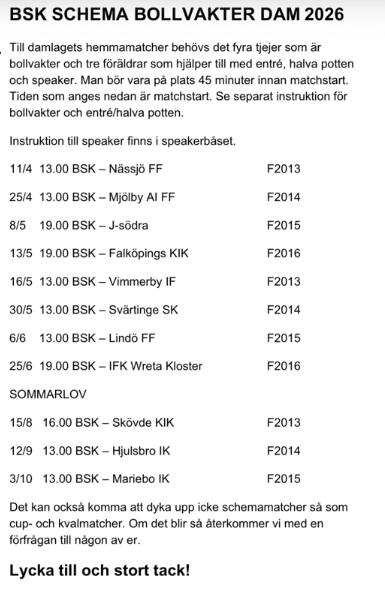 BSK SCHEMA BOLLVAKTER DAM 2026
Till damlagets hemmamatcher behövs det fyra tjejer som är
bollvakter och tre föräldrar som hjälper till med entré, halva potten
och speaker. Man bör vara på plats 45 minuter innan matchstart.
Tiden som anges nedan är matchstart. Se separat instruktion för
bollvakter och entré/halva potten.
Instruktion till speaker finns i speakerbåset.
11/4 13.00 BSK – Nässjö FF F2013
25/4 13.00 BSK – Mjölby AI FF F2014
8/5 19.00 BSK – J-södra F2015
13/5 19.00 BSK – Falköpings KIK F2016
16/5 13.00 BSK – Vimmerby IF F2013
30/5 13.00 BSK – Svärtinge SK F2014
6/6 13.00 BSK – Lindö FF F2015
25/6 19.00 BSK – IFK Wreta Kloster F2016
SOMMARLOV
15/8 16.00 BSK – Skövde KIK F2013
12/9 13.00 BSK – Hjulsbro IK F2014
3/10 13.00 BSK – Mariebo IK F2015
Det kan också komma att dyka upp icke schemamatcher så som
cup- och kvalmatcher. Om det blir så återkommer vi med en
förfrågan till någon av er.
Lycka till och stort tack!